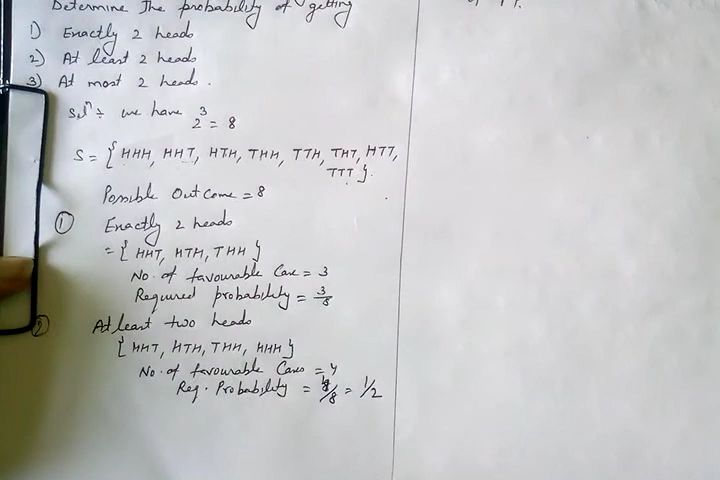 Determine The probability of getting
1) Exactly 2 heads
2) At least 2 heads
3) At most 2 heads.
Solⁿ:- we have 2³ = 8
S = { HHH, HHT, HTH, THH, TTH, THT, HTT,
TTT }.
Possible Outcome = 8
① Exactly 2 heads
= { HHT, HTH, THH }
No. of favourable Case = 3
Required probability = 3/8
② At least two heads
{ HHT, HTH, THH, HHH }
No. of favourable Cases = 4
Req. Probability = 4/8 = 1/2